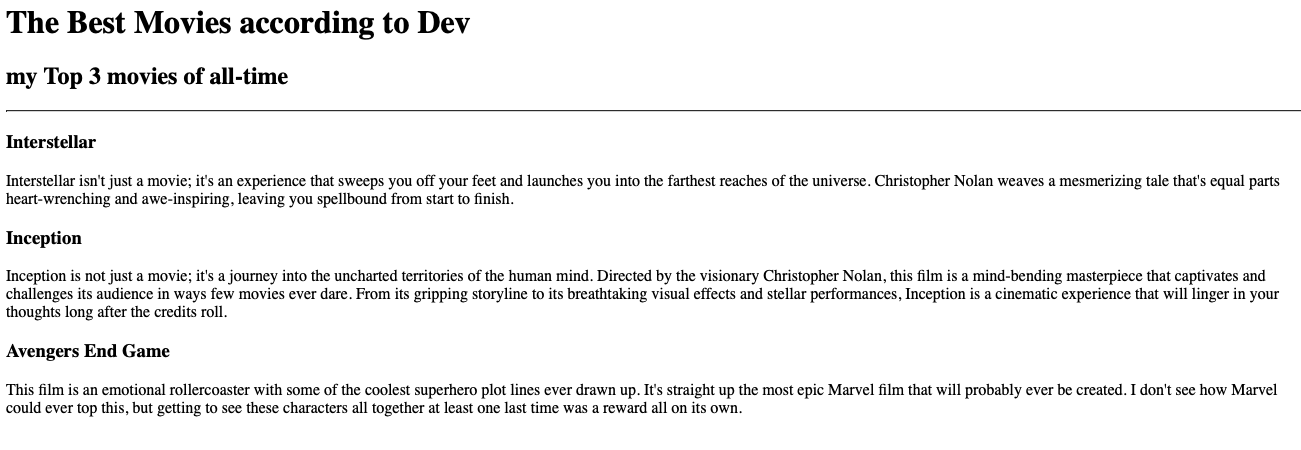 The Best Movies according to Dev
my Top 3 movies of all-time
Interstellar
Interstellar isn't just a movie; it's an experience that sweeps you off your feet and launches you into the farthest reaches of the universe. Christopher Nolan weaves a mesmerizing tale that's equal parts
heart-wrenching and awe-inspiring, leaving you spellbound from start to finish.
Inception
Inception is not just a movie; it's a journey into the uncharted territories of the human mind. Directed by the visionary Christopher Nolan, this film is a mind-bending masterpiece that captivates and
challenges its audience in ways few movies ever dare. From its gripping storyline to its breathtaking visual effects and stellar performances, Inception is a cinematic experience that will linger in your
thoughts long after the credits roll.
Avengers End Game
This film is an emotional rollercoaster with some of the coolest superhero plot lines ever drawn up. It's straight up the most epic Marvel film that will probably ever be created. I don't see how Marvel
could ever top this, but getting to see these characters all together at least one last time was a reward all on its own.